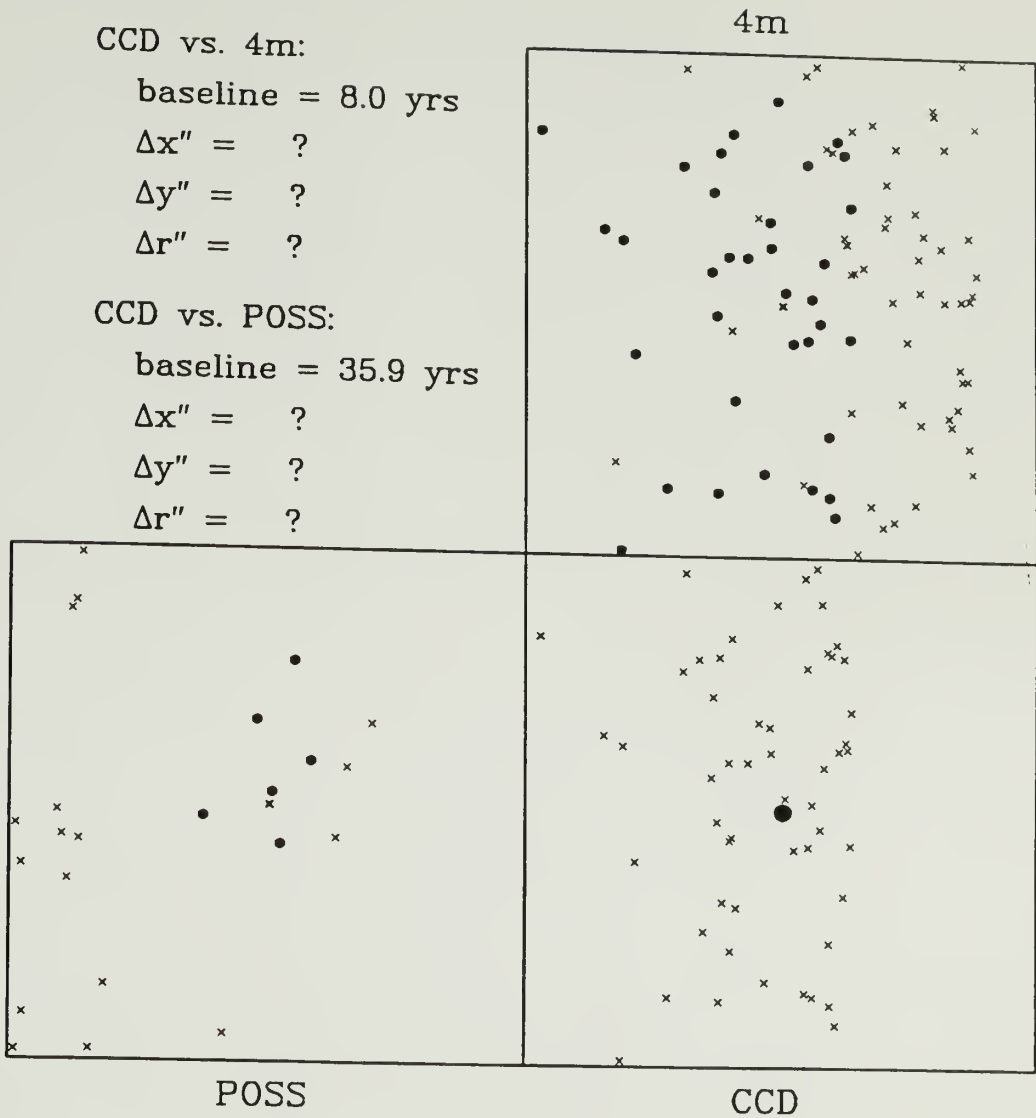 4m
CCD vs. 4m:
baseline = 8.0 yrs
Δx″ = ?
Δy″ = ?
Δr″ = ?
CCD vs. POSS:
baseline = 35.9 yrs
Δx″ = ?
Δy″ = ?
Δr″ = ?
POSS
CCD